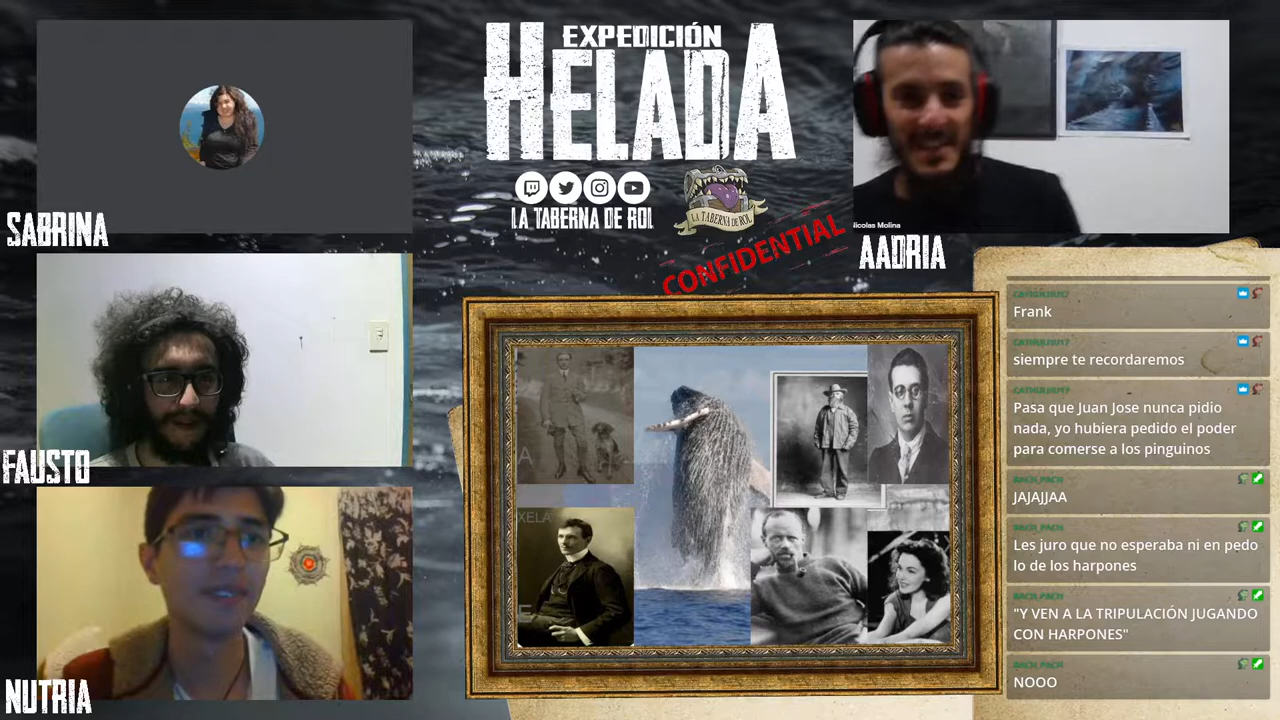 EXPEDICIÓN
HELADA
LA TABERNA DE ROL
LA TABERNA DE ROL
CONFIDENTIAL
SABRINA
FAUSTO
NUTRIA
Nicolas Molina
AADRIA
XELA
Frank
siempre te recordaremos
Pasa que Juan Jose nunca pidio
nada, yo hubiera pedido el poder
para comerse a los pinguinos
JAJAJJAA
Les juro que no esperaba ni en pedo
lo de los harpones
"Y VEN A LA TRIPULACIÓN JUGANDO
CON HARPONES"
NOOO